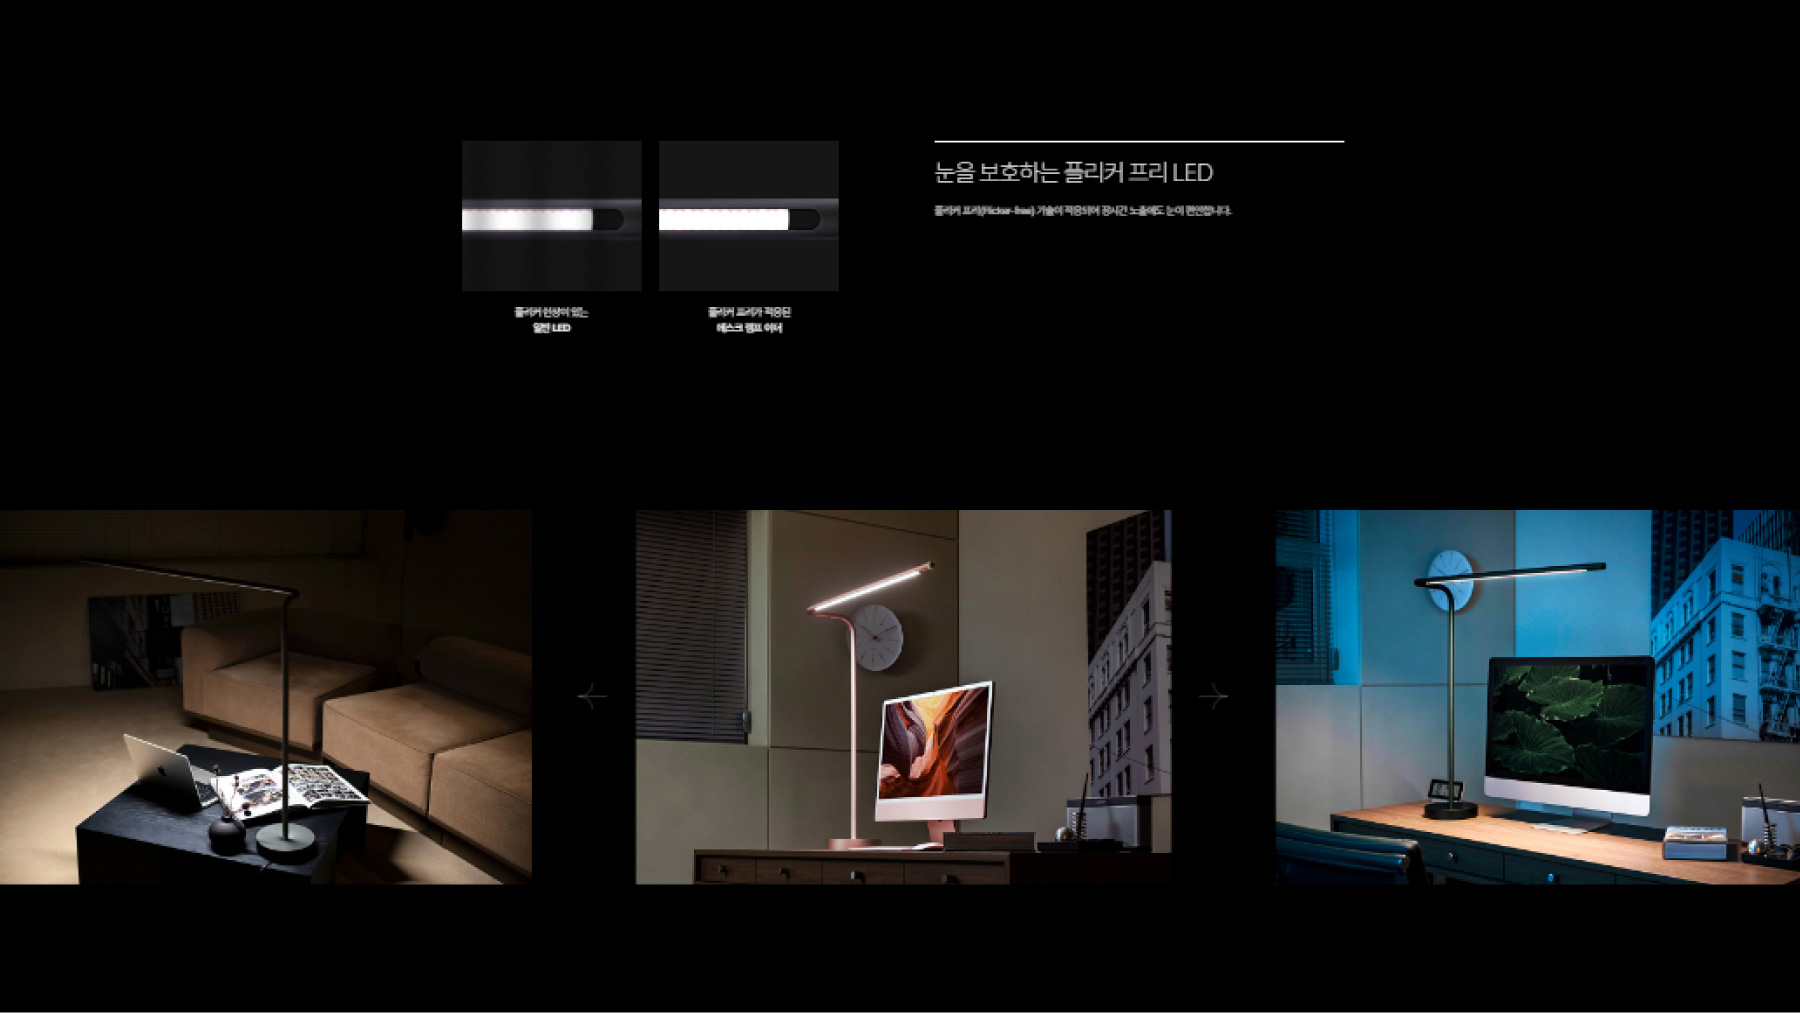 눈을 보호하는 플리커 프리 LED
플리커 프리(Flicker-free) 기술이 적용되어 장시간 노출에도 눈이 편안합니다.
플리커 현상이 있는
일반 LED
플리커 프리가 적용된
데스크 램프 이서